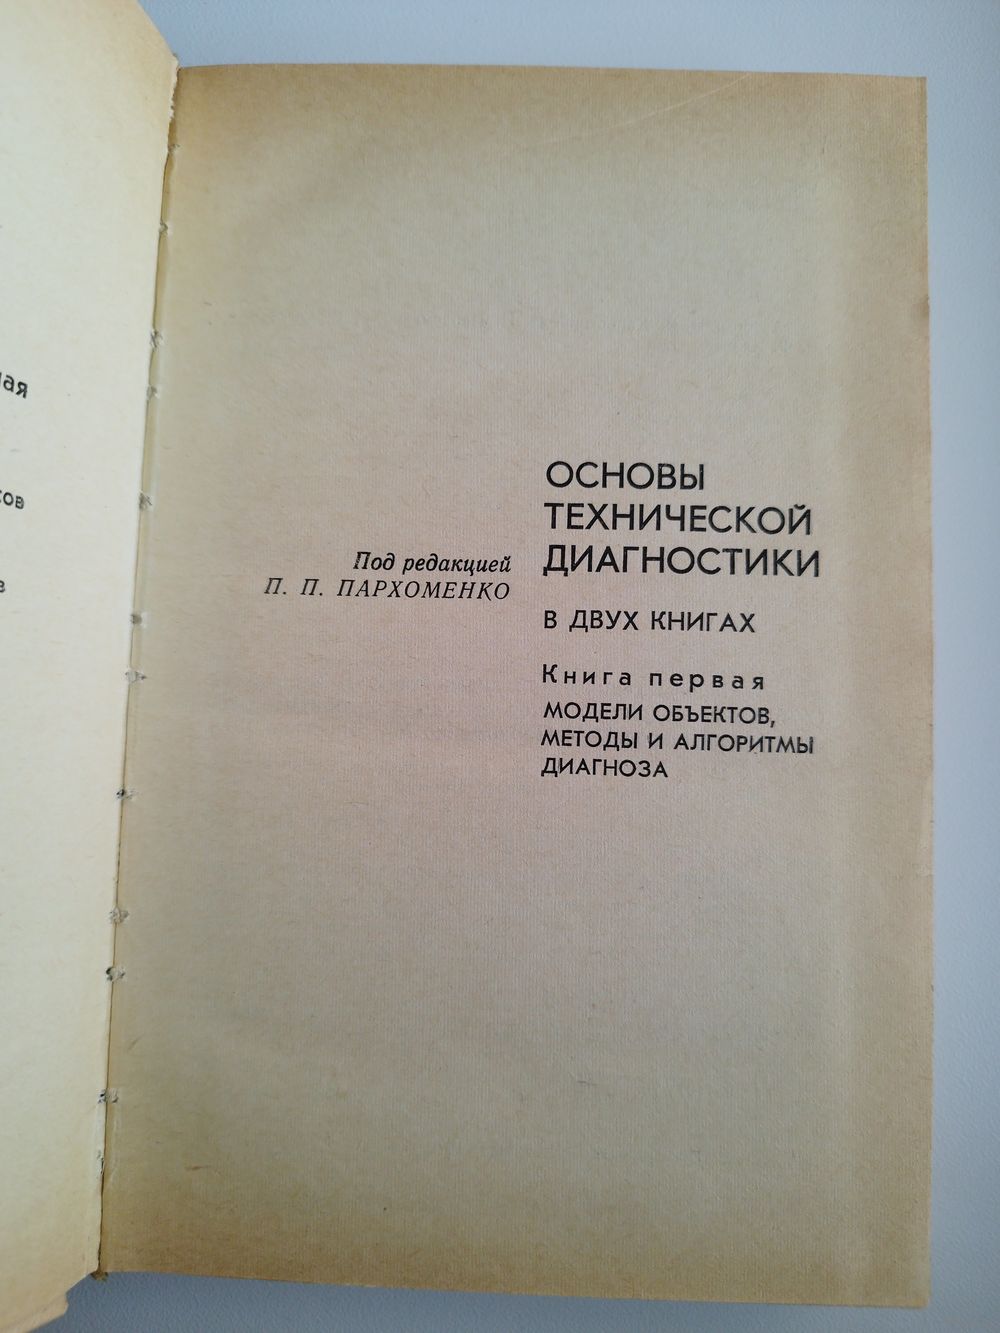 Под редакцией
П. П. ПАРХОМЕНКО
ОСНОВЫ
ТЕХНИЧЕСКОЙ
ДИАГНОСТИКИ
В ДВУХ КНИГАХ
Книга первая
МОДЕЛИ ОБЪЕКТОВ,
МЕТОДЫ И АЛГОРИТМЫ
ДИАГНОЗА